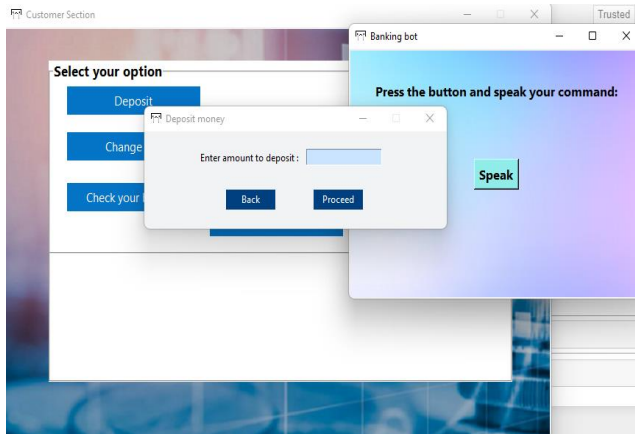 Customer Section
Trusted
Banking bot
Select your option
Press the button and speak your command:
Deposit
Deposit money
Change
Enter amount to deposit :
Speak
Check your
Back
Proceed